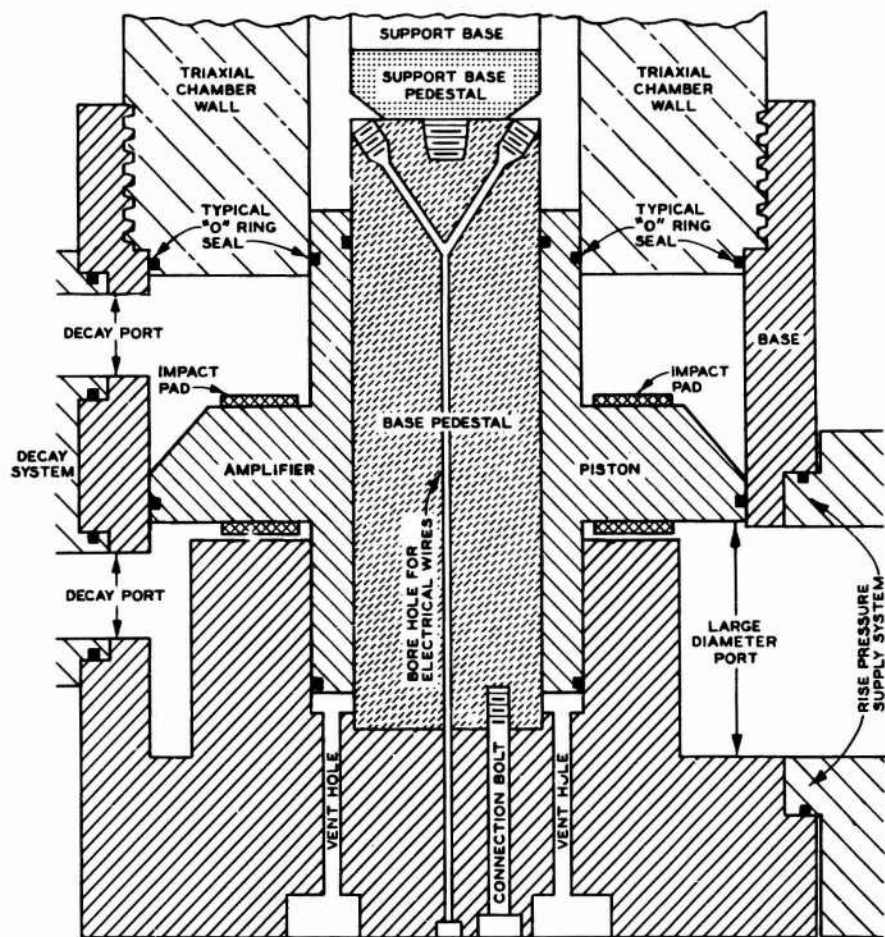 SUPPORT BASE
SUPPORT BASE
PEDESTAL
TRIAXIAL
CHAMBER
WALL
TRIAXIAL
CHAMBER
WALL
TYPICAL
"O" RING
SEAL
TYPICAL
"O" RING
SEAL
DECAY PORT
BASE
IMPACT
PAD
IMPACT
PAD
BASE PEDESTAL
DECAY
SYSTEM
AMPLIFIER
PISTON
BORE HOLE FOR
ELECTRICAL WIRES
DECAY PORT
LARGE
DIAMETER
PORT
RISE PRESSURE
SUPPLY SYSTEM
VENT HOLE
CONNECTION BOLT
VENT HOLE